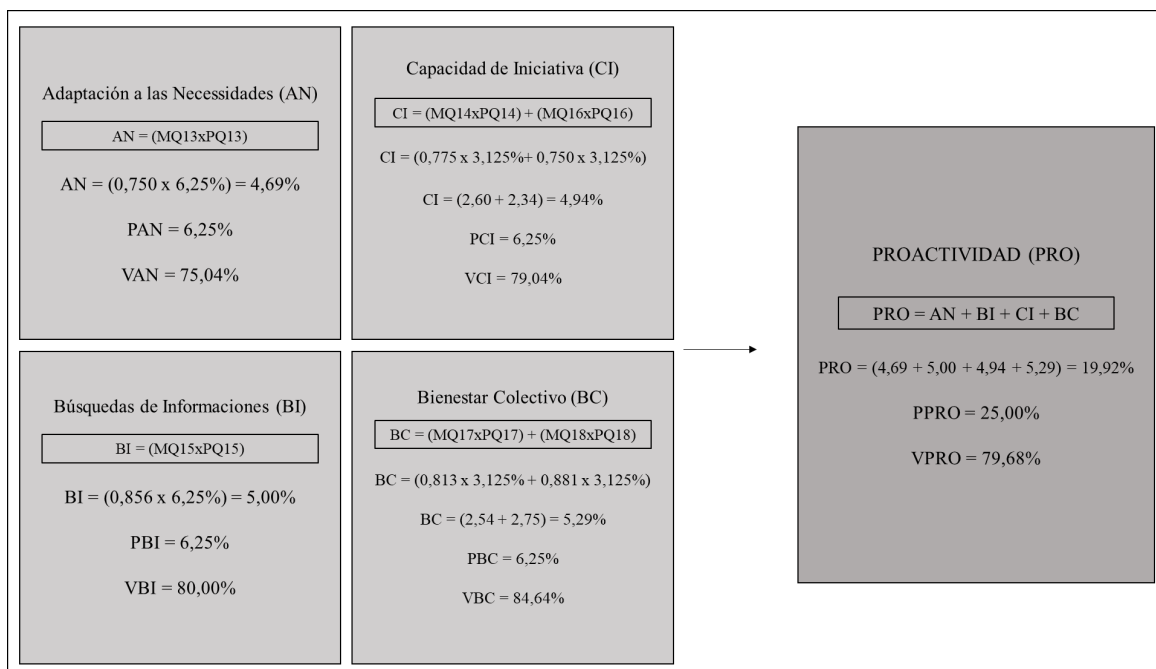 Adaptación a las Necessidades (AN)
AN = (MQ13xPQ13)
AN = (0,750 x 6,25%) = 4,69%
PAN = 6,25%
VAN = 75,04%
Capacidad de Iniciativa (CI)
CI = (MQ14xPQ14) + (MQ16xPQ16)
CI = (0,775 x 3,125%+ 0,750 x 3,125%)
CI = (2,60 + 2,34) = 4,94%
PCI = 6,25%
VCI = 79,04%
Búsquedas de Informaciones (BI)
BI = (MQ15xPQ15)
BI = (0,856 x 6,25%) = 5,00%
PBI = 6,25%
VBI = 80,00%
Bienestar Colectivo (BC)
BC = (MQ17xPQ17) + (MQ18xPQ18)
BC = (0,813 x 3,125% + 0,881 x 3,125%)
BC = (2,54 + 2,75) = 5,29%
PBC = 6,25%
VBC = 84,64%
PROACTIVIDAD (PRO)
PRO = AN + BI + CI + BC
PRO = (4,69 + 5,00 + 4,94 + 5,29) = 19,92%
PPRO = 25,00%
VPRO = 79,68%